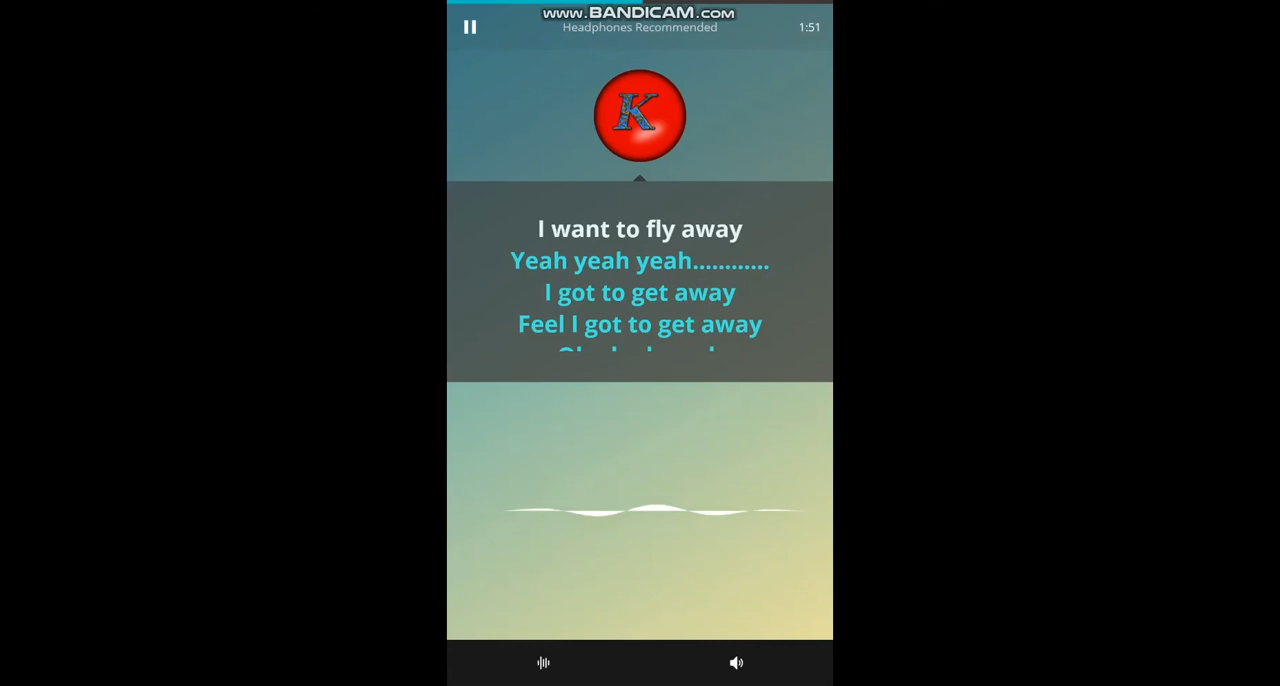 www.BANDICAM.com
Headphones Recommended
1:51
K
I want to fly away
Yeah yeah yeah............
I got to get away
Feel I got to get away